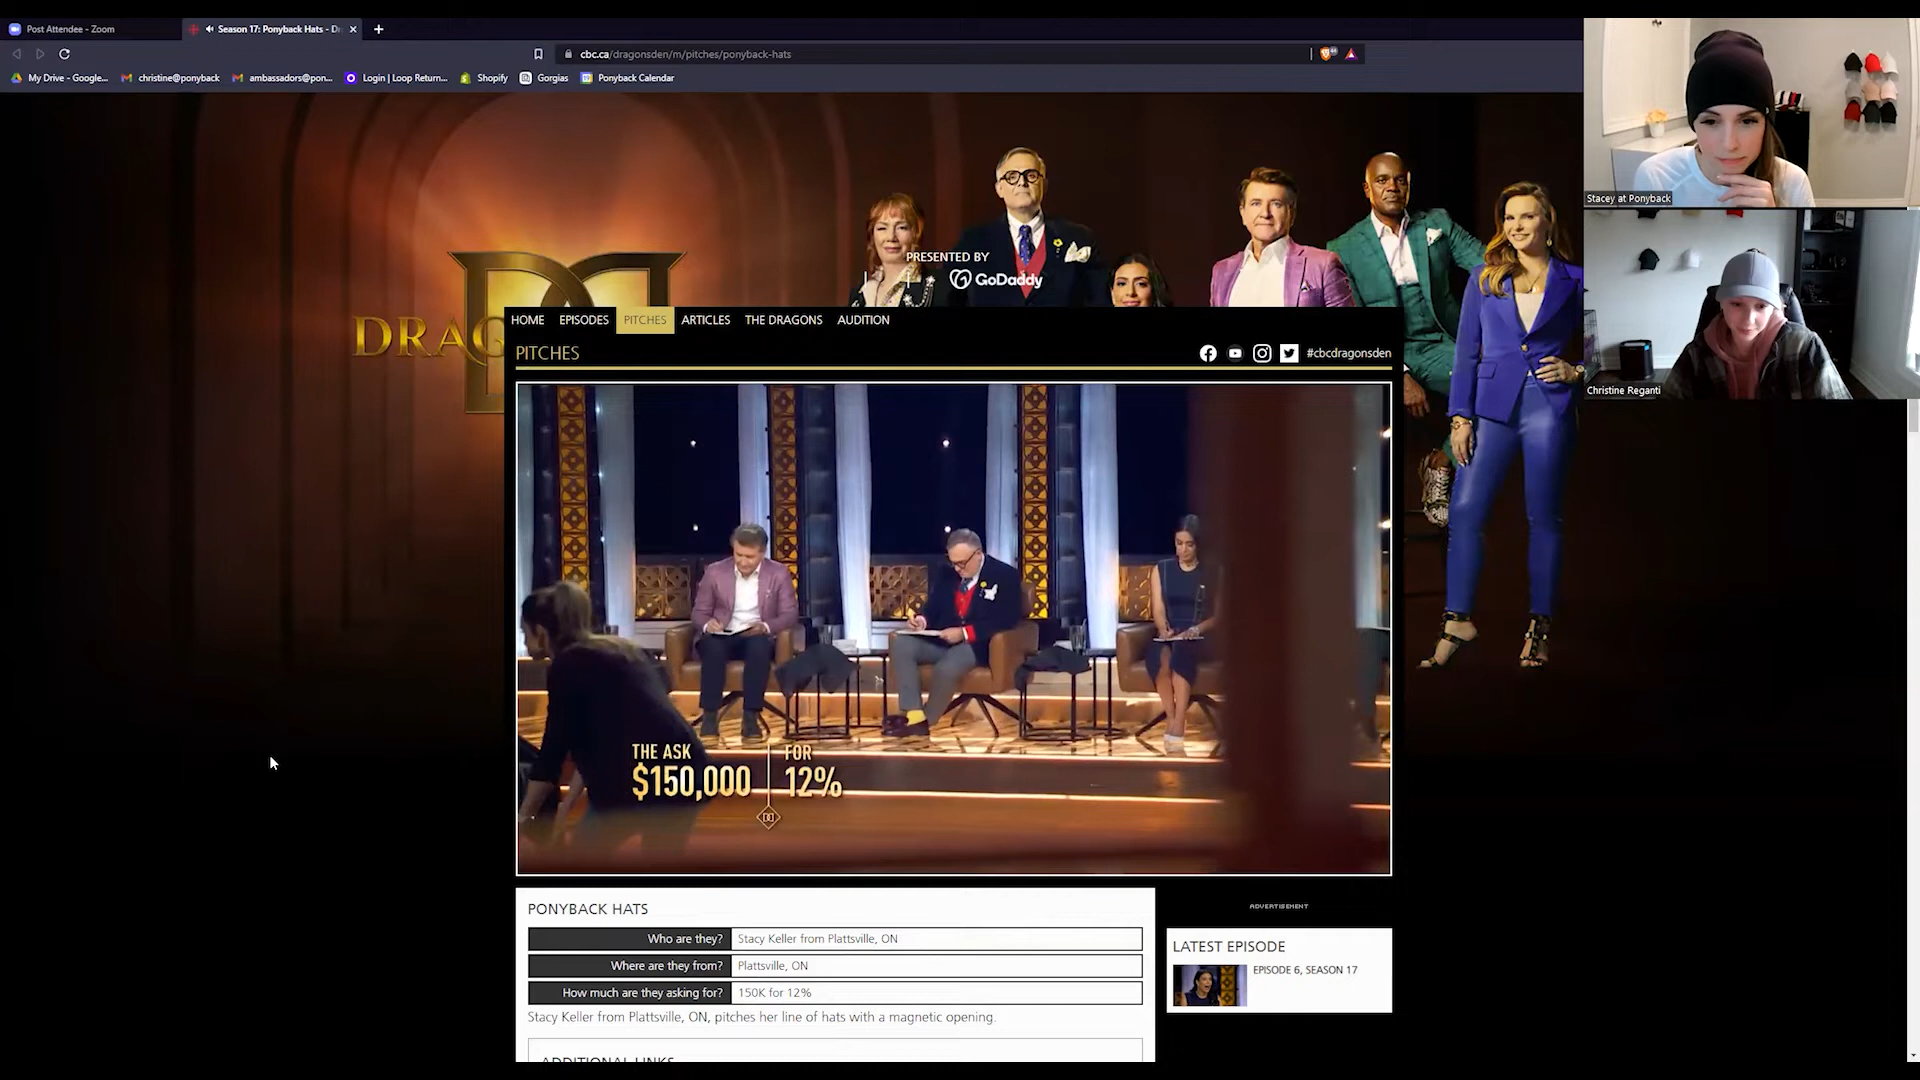 Post Attendee - Zoom
Season 17: Ponyback Hats - D
cbc.ca/dragonsden/m/pitches/ponyback-hats
My Drive - Google...
christine@ponyback
ambassadors@pon...
Login | Loop Return...
Shopify
Gorgias
Ponyback Calendar
Stacey at Ponyback
Christine Reganti
PRESENTED BY
GoDaddy
DRAG
HOME
EPISODES
PITCHES
ARTICLES
THE DRAGONS
AUDITION
PITCHES
#cbcdragonsden
THE ASK
$150,000
FOR
12%
PONYBACK HATS
Who are they?
Stacy Keller from Plattsville, ON
Where are they from?
Plattsville, ON
How much are they asking for?
150K for 12%
Stacy Keller from Plattsville, ON, pitches her line of hats with a magnetic opening.
ADDITIONAL LINKS
ADVERTISEMENT
LATEST EPISODE
EPISODE 6, SEASON 17